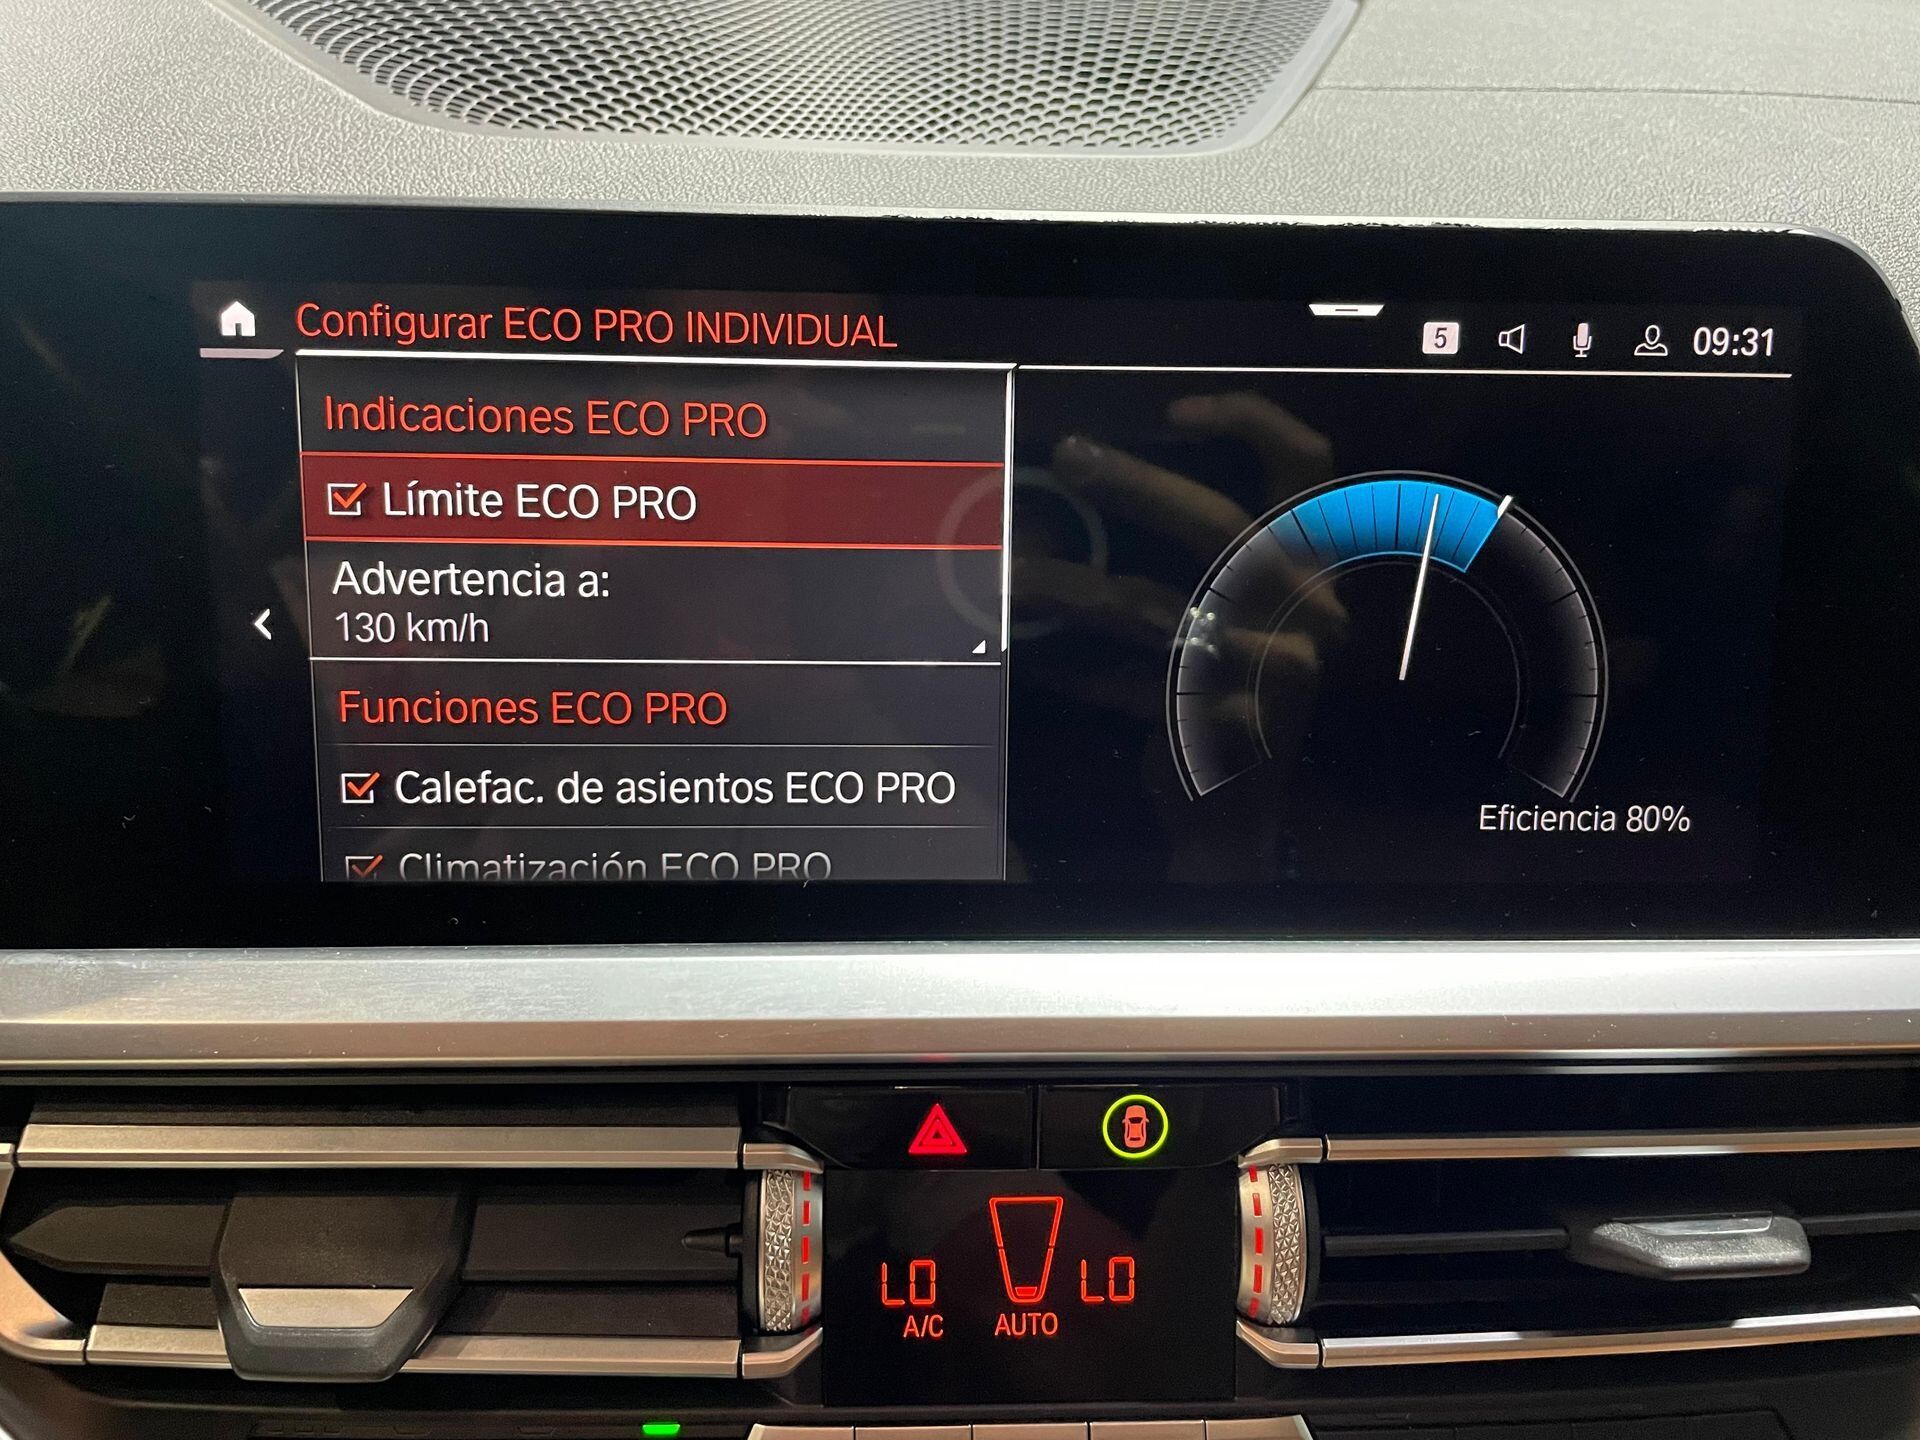 Configurar ECO PRO INDIVIDUAL
5
09:31
Indicaciones ECO PRO
Límite ECO PRO
Advertencia a:
130 km/h
Funciones ECO PRO
Calefac. de asientos ECO PRO
Climatización ECO PRO
Eficiencia 80%
LO LO
A/C AUTO